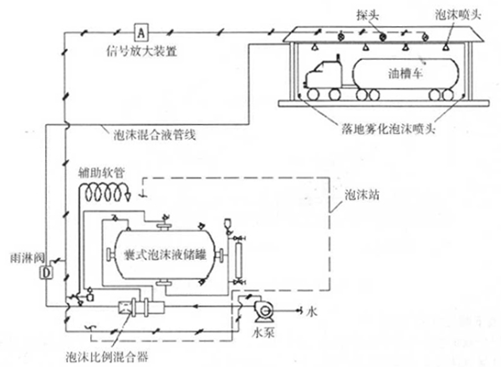 探头
泡沫喷头
A
信号放大装置
油槽车
泡沫混合液管线
落地雾化泡沫喷头
辅助软管
泡沫站
雨淋阀
D
囊式泡沫液储罐
水
水泵
泡沫比例混合器